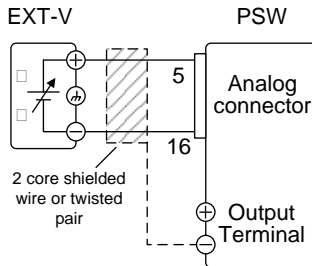 EXT-V
PSW
5
Analog
connector
16
2 core shielded
wire or twisted
pair
Output
Terminal